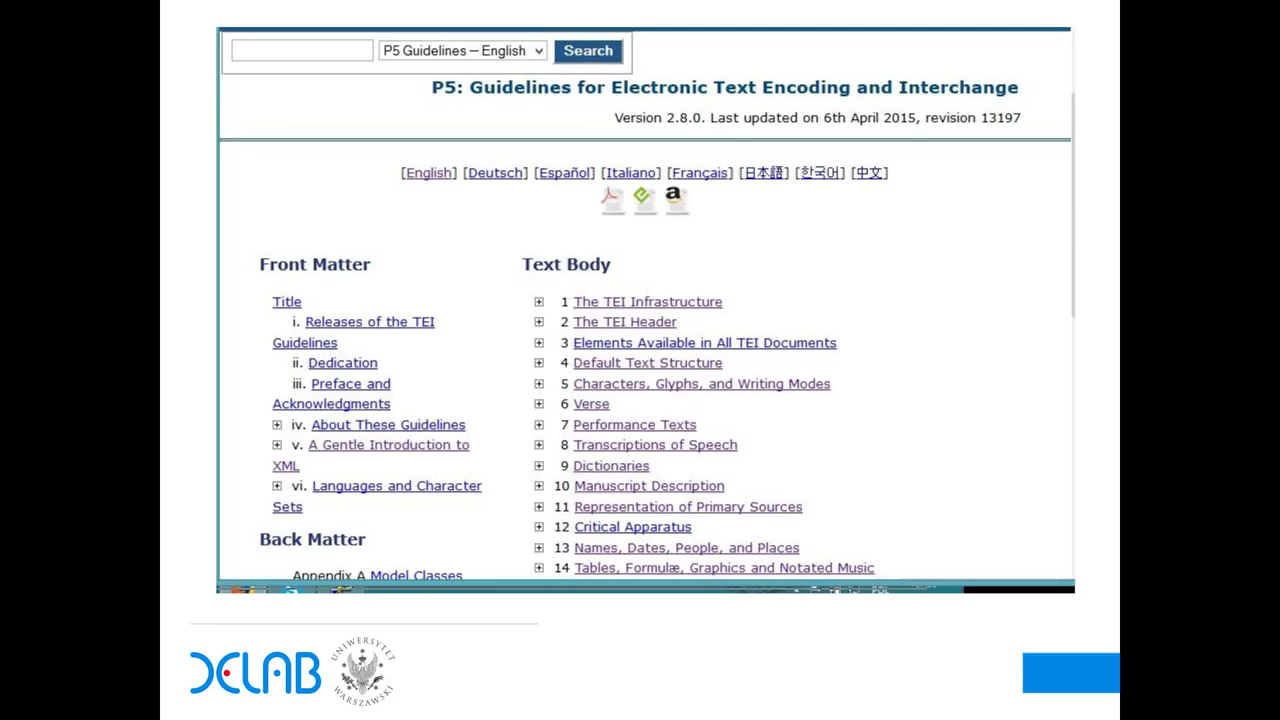 P5 Guidelines — English
Search
P5: Guidelines for Electronic Text Encoding and Interchange
Version 2.8.0. Last updated on 6th April 2015, revision 13197
[English] [Deutsch] [Español] [Italiano] [Français] [日本語] [한국어] [中文]
Front Matter
Title
i. Releases of the TEI
Guidelines
ii. Dedication
iii. Preface and
Acknowledgments
iv. About These Guidelines
v. A Gentle Introduction to
XML
vi. Languages and Character
Sets
Back Matter
Appendix A Model Classes
Text Body
1 The TEI Infrastructure
2 The TEI Header
3 Elements Available in All TEI Documents
4 Default Text Structure
5 Characters, Glyphs, and Writing Modes
6 Verse
7 Performance Texts
8 Transcriptions of Speech
9 Dictionaries
10 Manuscript Description
11 Representation of Primary Sources
12 Critical Apparatus
13 Names, Dates, People, and Places
14 Tables, Formulæ, Graphics and Notated Music
DELAB
UNIWERSYTET
WARSZAWSKI